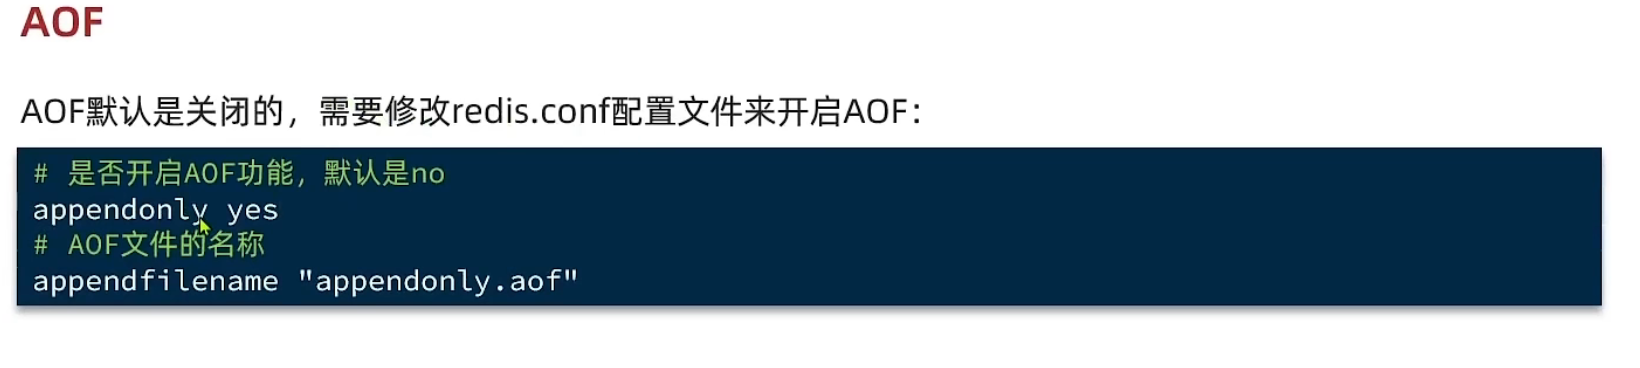 AOF
AOF默认是关闭的，需要修改redis.conf配置文件来开启AOF：
# 是否开启AOF功能，默认是no
appendonly yes
# AOF文件的名称
appendfilename "appendonly.aof"